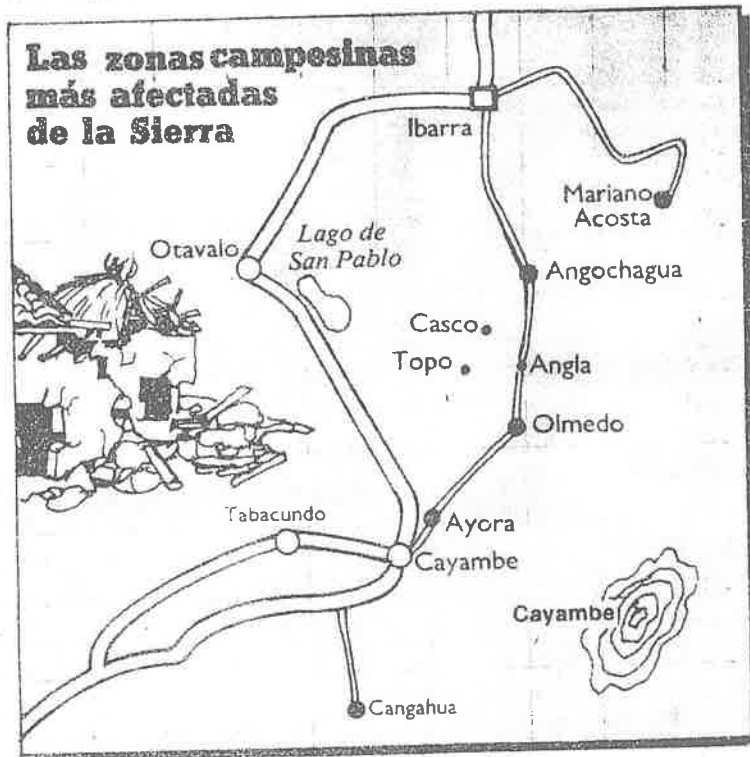 Las zonas campesinas
más afectadas
de la Sierra
Ibarra
Mariano
Acosta
Otavalo
Lago de
San Pablo
Angochagua
Casco
Topo
Angla
Olmedo
Tabacundo
Ayora
Cayambe
Cayambe
Cangahua